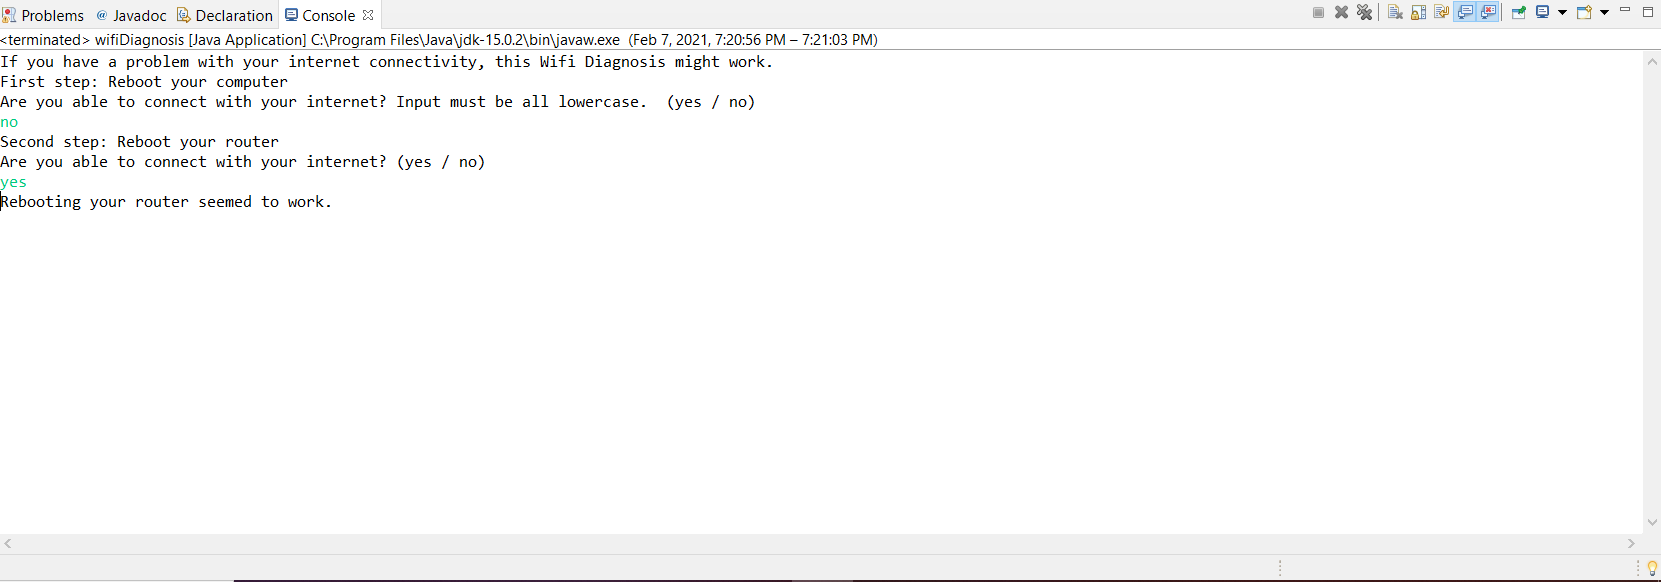 Problems @ Javadoc Declaration Console
<terminated> wifiDiagnosis [Java Application] C:\Program Files\Java\jdk-15.0.2\bin\javaw.exe (Feb 7, 2021, 7:20:56 PM – 7:21:03 PM)
If you have a problem with your internet connectivity, this Wifi Diagnosis might work.
First step: Reboot your computer
Are you able to connect with your internet? Input must be all lowercase.  (yes / no)
no
Second step: Reboot your router
Are you able to connect with your internet? (yes / no)
yes
Rebooting your router seemed to work.